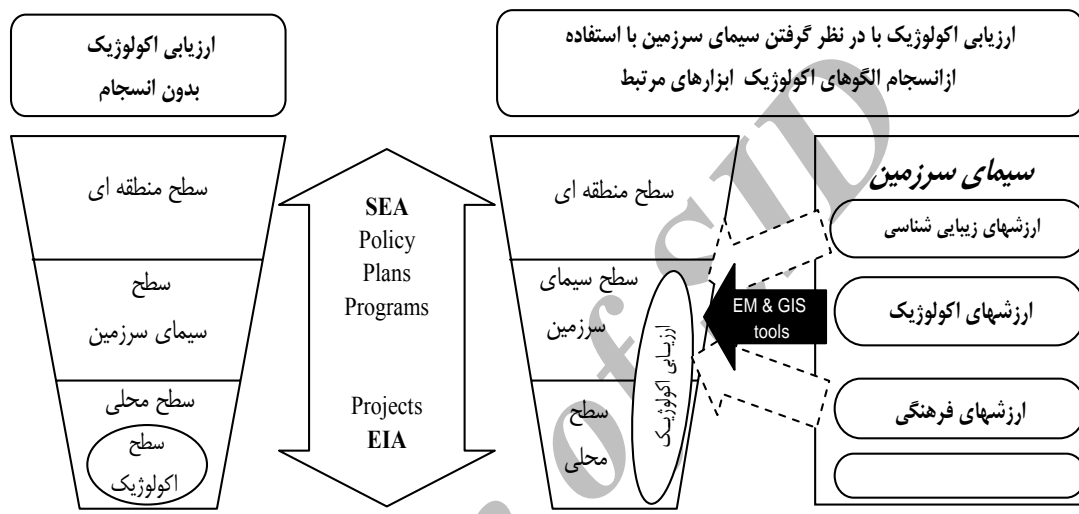 ارزیابی اکولوژیک با در نظر گرفتن سیمای سرزمین با استفاده
ازانسجام الگوهای اکولوژیک ابزارهای مرتبط
ارزیابی اکولوژیک
بدون انسجام
سیمای سرزمین
ارزشهای زیبایی شناسی
ارزشهای اکولوژیک
ارزشهای فرهنگی
EM & GIS
tools
سطح منطقه ای
سطح سیمای
سرزمین
سطح
محلی
ارزیابی اکولوژیک
SEA
Policy
Plans
Programs
Projects
EIA
سطح منطقه ای
سطح
سیمای سرزمین
سطح محلی
سطح
اکولوژیک
of SID